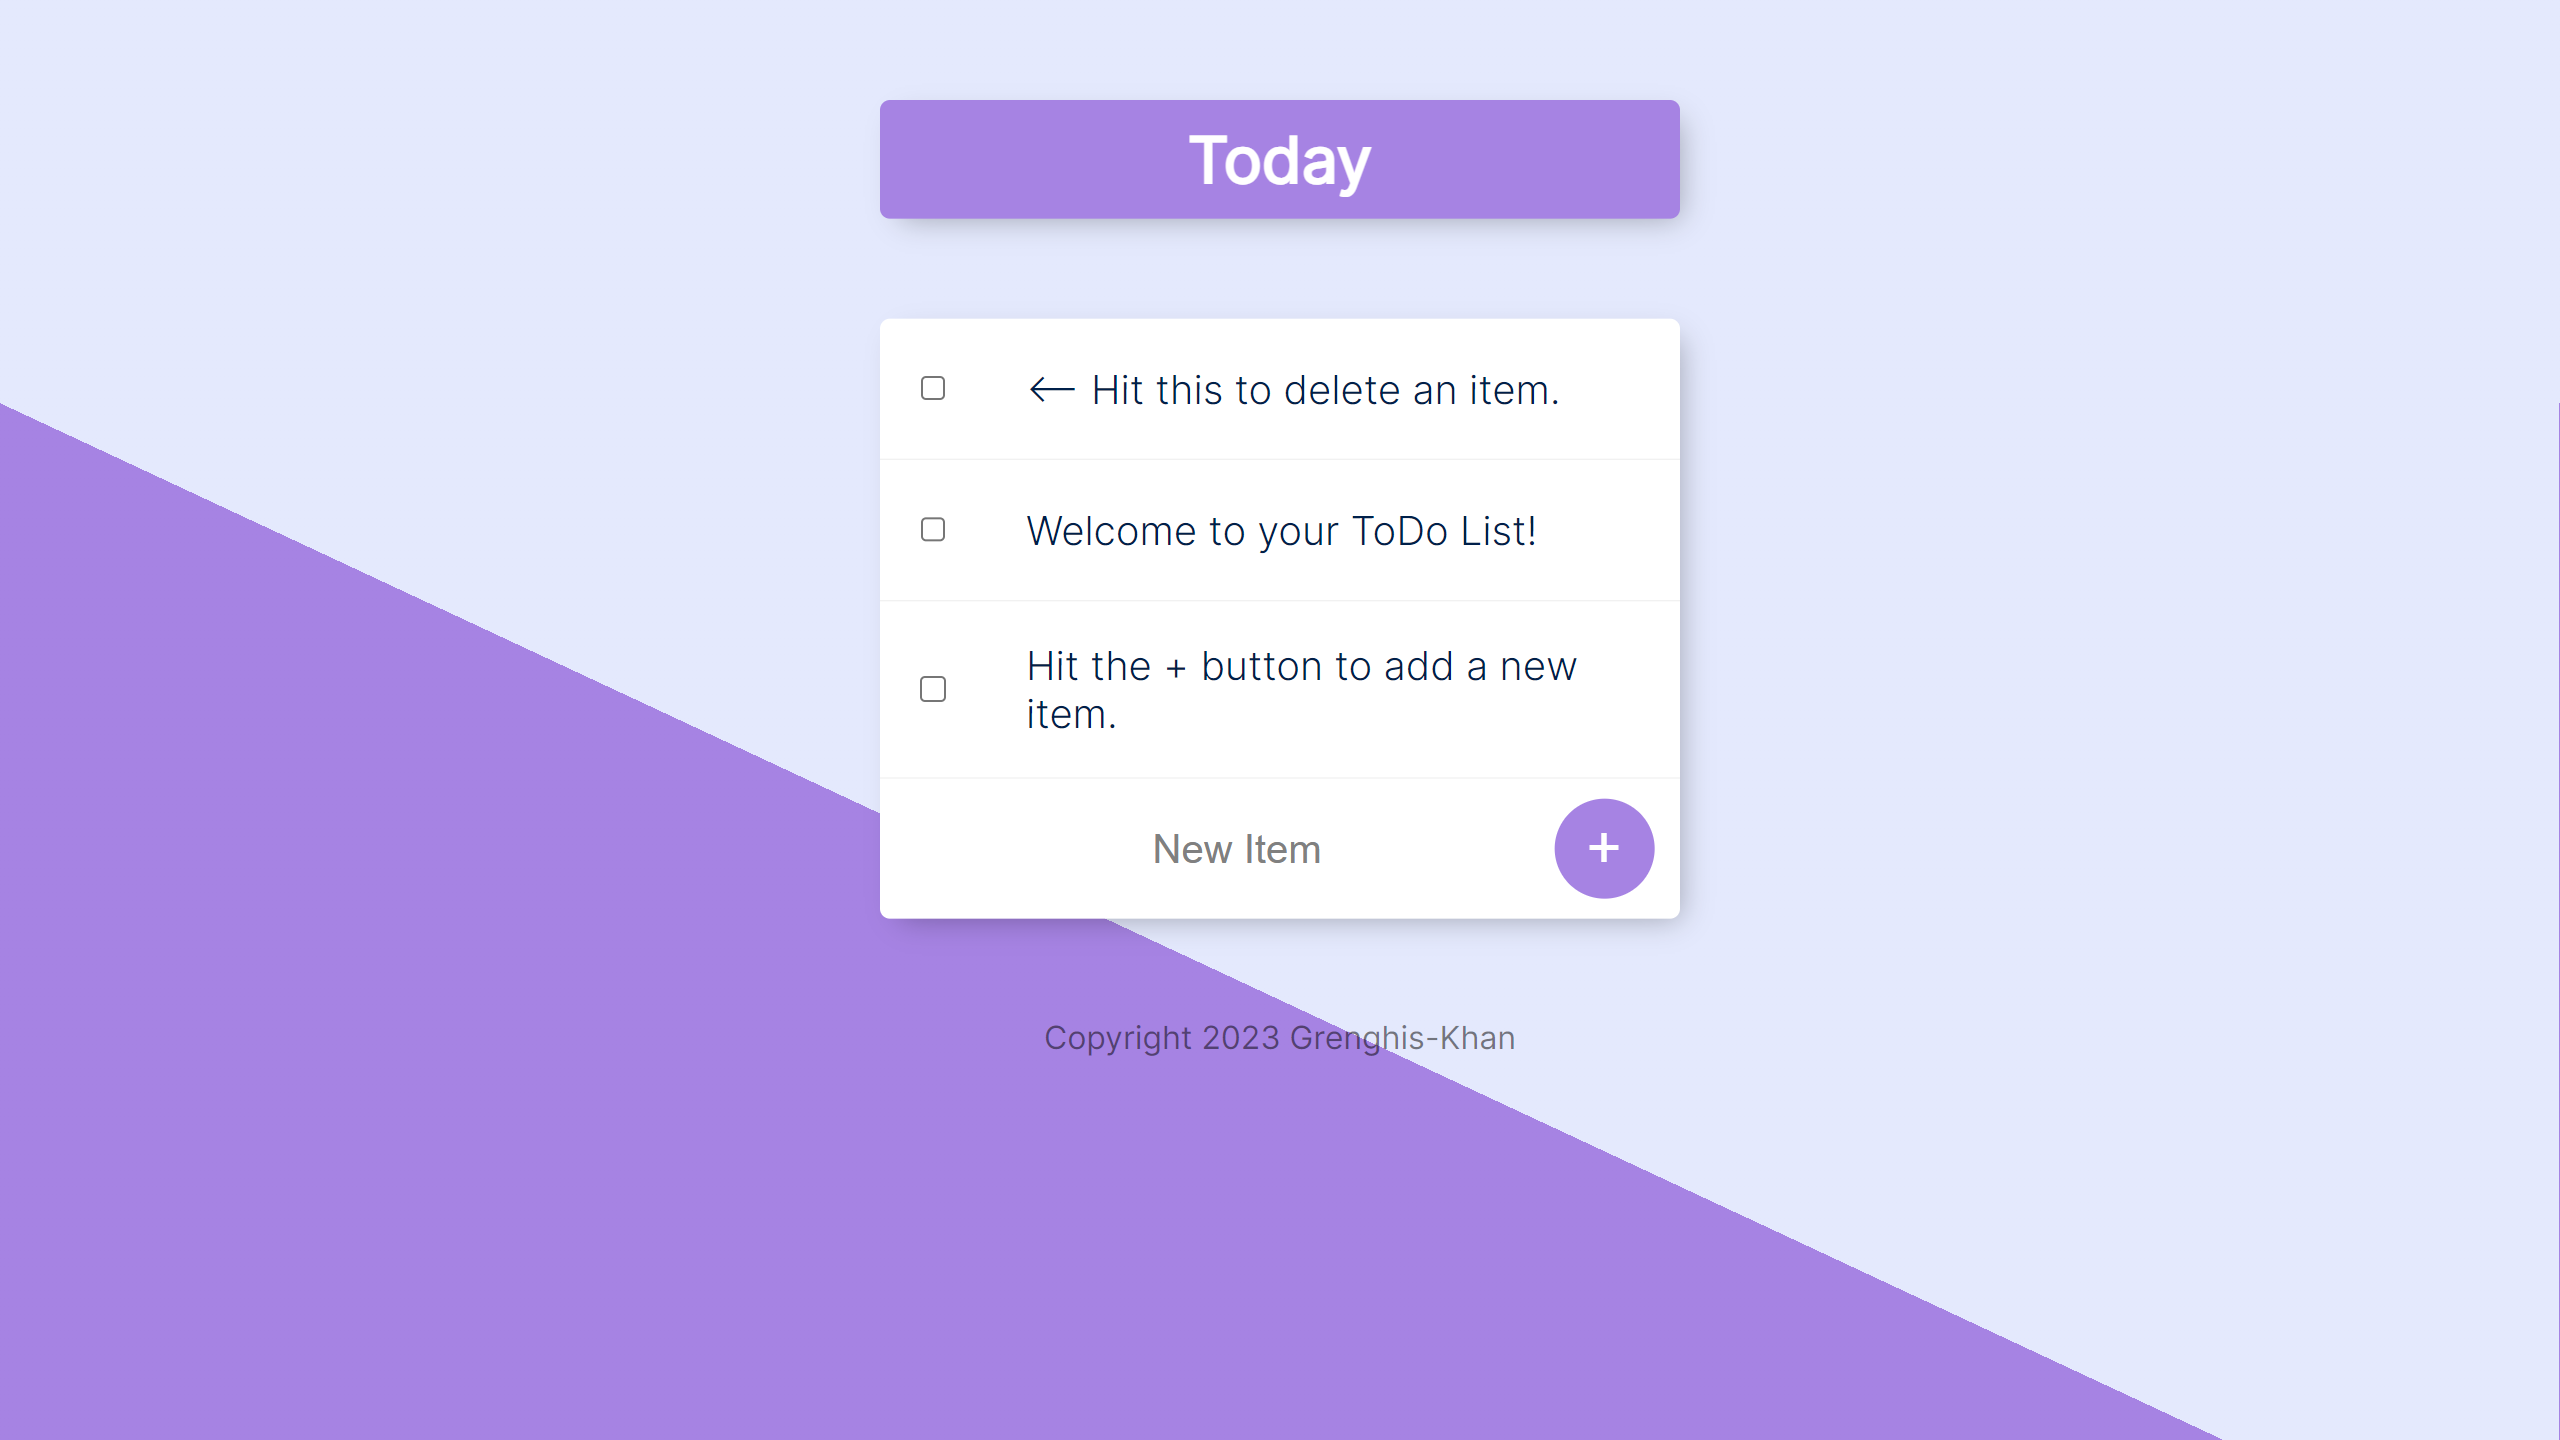 Today
← Hit this to delete an item.
Welcome to your ToDo List!
Hit the + button to add a new
item.
New Item
+
Copyright 2023 Grenghis-Khan